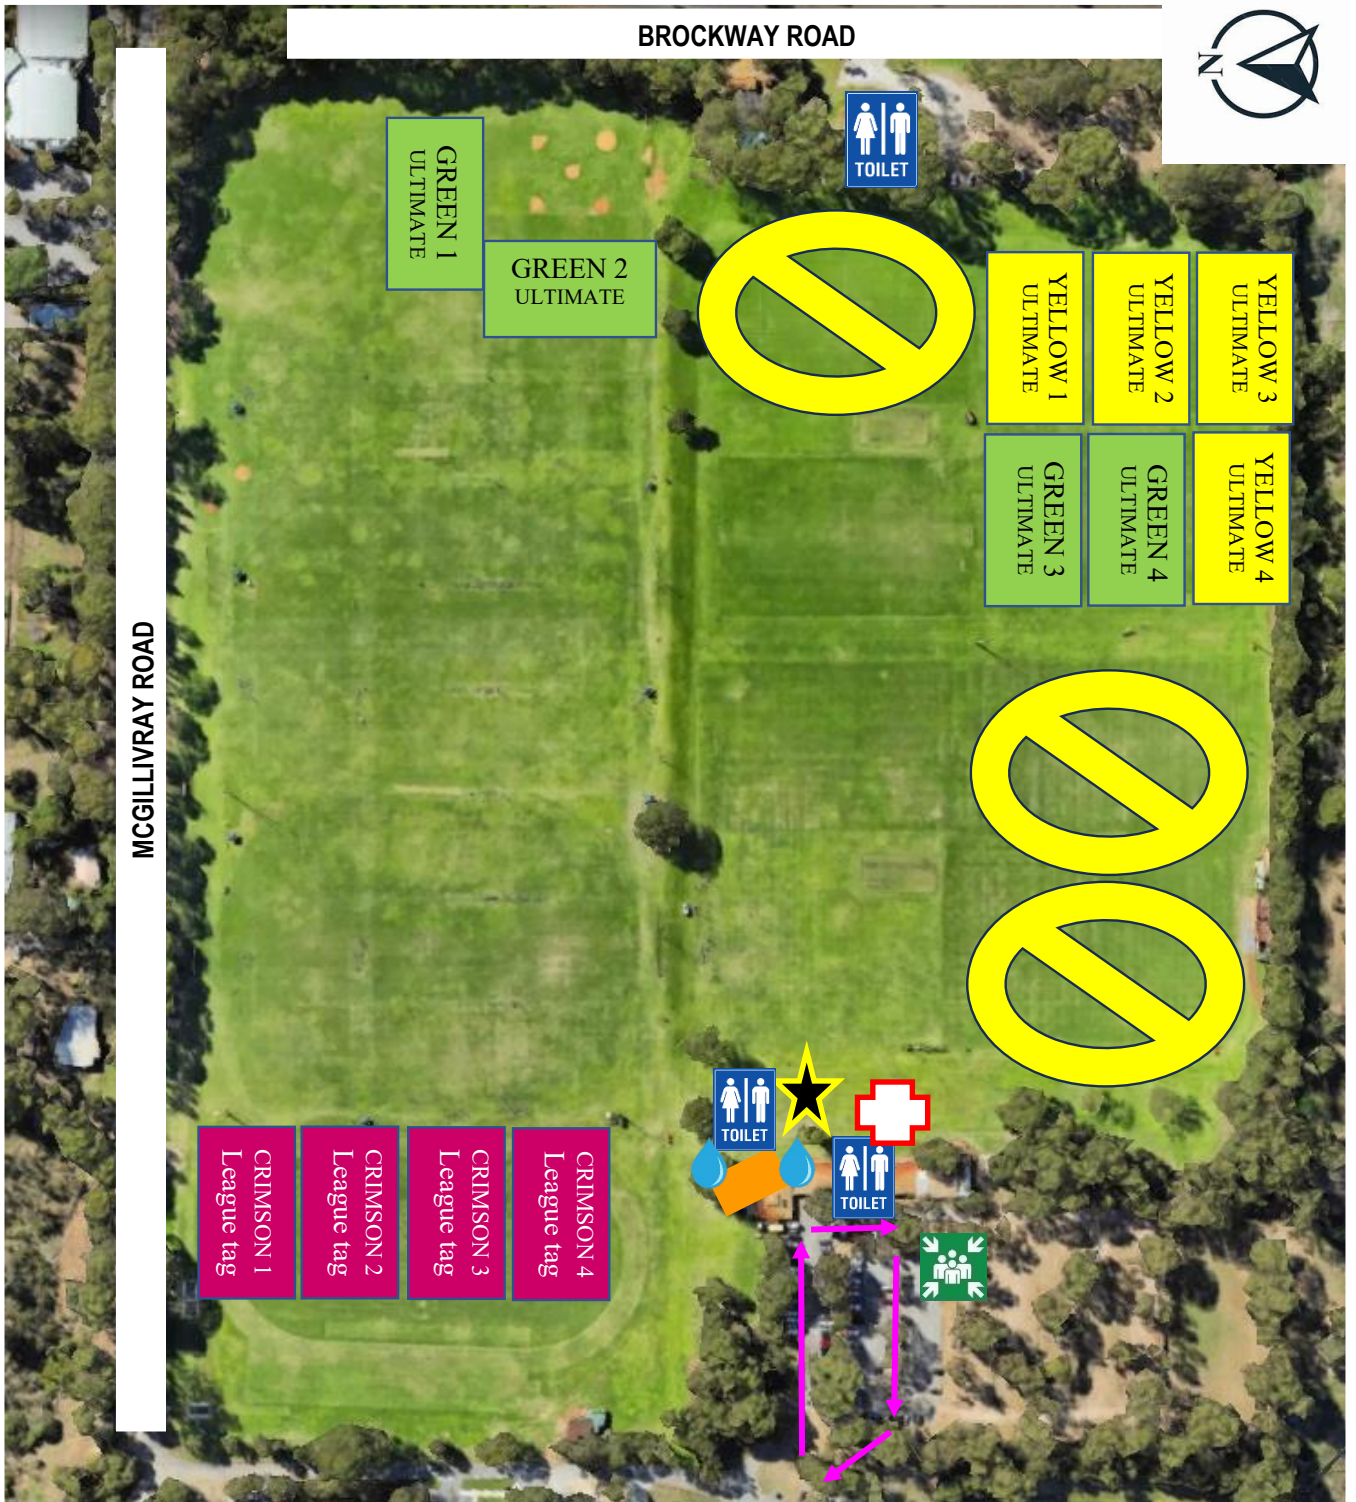 BROCKWAY ROAD
N
TOILET
GREEN 1
ULTIMATE
GREEN 2
ULTIMATE
YELLOW 1
ULTIMATE
YELLOW 2
ULTIMATE
YELLOW 3
ULTIMATE
GREEN 3
ULTIMATE
GREEN 4
ULTIMATE
YELLOW 4
ULTIMATE
MCGILLIVRAY ROAD
TOILET
TOILET
CRIMSON 1
League tag
CRIMSON 2
League tag
CRIMSON 3
League tag
CRIMSON 4
League tag